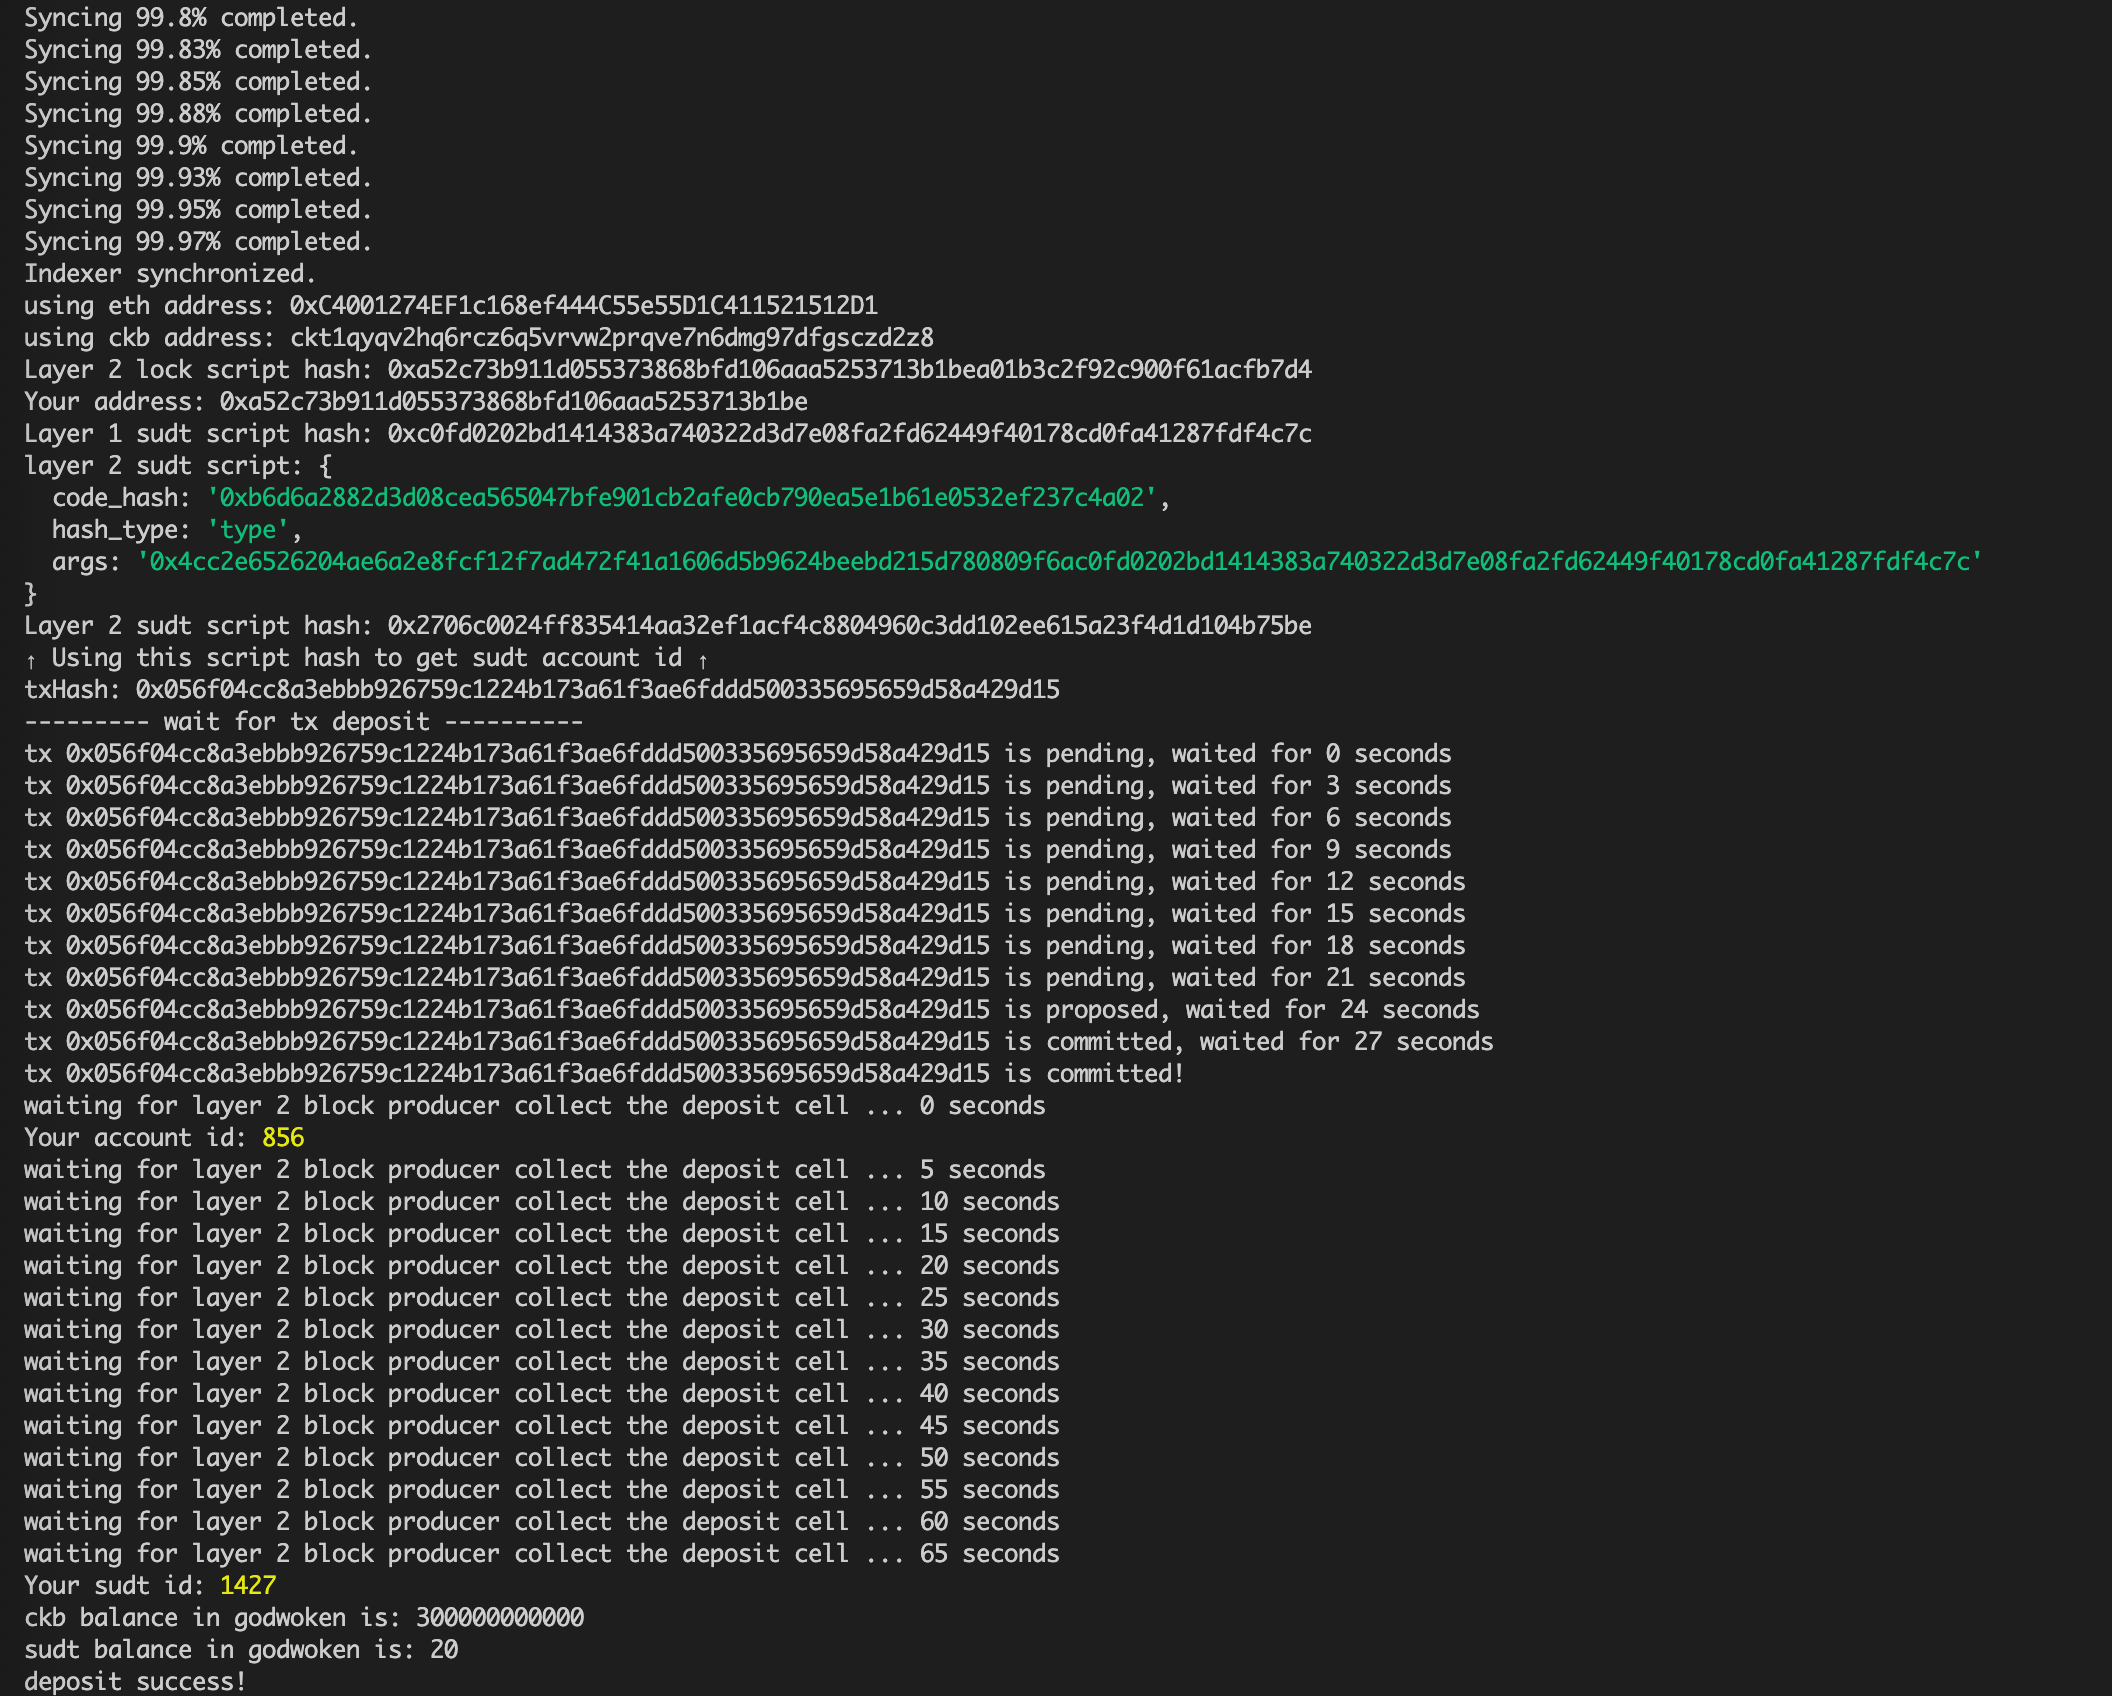 Syncing 99.8% completed.
Syncing 99.83% completed.
Syncing 99.85% completed.
Syncing 99.88% completed.
Syncing 99.9% completed.
Syncing 99.93% completed.
Syncing 99.95% completed.
Syncing 99.97% completed.
Indexer synchronized.
using eth address: 0xC4001274EF1c168ef444C55e55D1C411521512D1
using ckb address: ckt1qyqv2hq6rcz6q5vrvw2prqve7n6dmg97dfgsczd2z8
Layer 2 lock script hash: 0xa52c73b911d055373868bfd106aaa5253713b1bea01b3c2f92c900f61acfb7d4
Your address: 0xa52c73b911d055373868bfd106aaa5253713b1be
Layer 1 sudt script hash: 0xc0fd0202bd1414383a740322d3d7e08fa2fd62449f40178cd0fa41287fdf4c7c
layer 2 sudt script: {
  code_hash: '0xb6d6a2882d3d08cea565047bfe901cb2afe0cb790ea5e1b61e0532ef237c4a02',
  hash_type: 'type',
  args: '0x4cc2e6526204ae6a2e8fcf12f7ad472f41a1606d5b9624beebd215d780809f6ac0fd0202bd1414383a740322d3d7e08fa2fd62449f40178cd0fa41287fdf4c7c'
}
Layer 2 sudt script hash: 0x2706c0024ff835414aa32ef1acf4c8804960c3dd102ee615a23f4d1d104b75be
↑ Using this script hash to get sudt account id ↑
txHash: 0x056f04cc8a3ebbb926759c1224b173a61f3ae6fddd500335695659d58a429d15
--------- wait for tx deposit ----------
tx 0x056f04cc8a3ebbb926759c1224b173a61f3ae6fddd500335695659d58a429d15 is pending, waited for 0 seconds
tx 0x056f04cc8a3ebbb926759c1224b173a61f3ae6fddd500335695659d58a429d15 is pending, waited for 3 seconds
tx 0x056f04cc8a3ebbb926759c1224b173a61f3ae6fddd500335695659d58a429d15 is pending, waited for 6 seconds
tx 0x056f04cc8a3ebbb926759c1224b173a61f3ae6fddd500335695659d58a429d15 is pending, waited for 9 seconds
tx 0x056f04cc8a3ebbb926759c1224b173a61f3ae6fddd500335695659d58a429d15 is pending, waited for 12 seconds
tx 0x056f04cc8a3ebbb926759c1224b173a61f3ae6fddd500335695659d58a429d15 is pending, waited for 15 seconds
tx 0x056f04cc8a3ebbb926759c1224b173a61f3ae6fddd500335695659d58a429d15 is pending, waited for 18 seconds
tx 0x056f04cc8a3ebbb926759c1224b173a61f3ae6fddd500335695659d58a429d15 is pending, waited for 21 seconds
tx 0x056f04cc8a3ebbb926759c1224b173a61f3ae6fddd500335695659d58a429d15 is proposed, waited for 24 seconds
tx 0x056f04cc8a3ebbb926759c1224b173a61f3ae6fddd500335695659d58a429d15 is committed, waited for 27 seconds
tx 0x056f04cc8a3ebbb926759c1224b173a61f3ae6fddd500335695659d58a429d15 is committed!
waiting for layer 2 block producer collect the deposit cell ... 0 seconds
Your account id: 856
waiting for layer 2 block producer collect the deposit cell ... 5 seconds
waiting for layer 2 block producer collect the deposit cell ... 10 seconds
waiting for layer 2 block producer collect the deposit cell ... 15 seconds
waiting for layer 2 block producer collect the deposit cell ... 20 seconds
waiting for layer 2 block producer collect the deposit cell ... 25 seconds
waiting for layer 2 block producer collect the deposit cell ... 30 seconds
waiting for layer 2 block producer collect the deposit cell ... 35 seconds
waiting for layer 2 block producer collect the deposit cell ... 40 seconds
waiting for layer 2 block producer collect the deposit cell ... 45 seconds
waiting for layer 2 block producer collect the deposit cell ... 50 seconds
waiting for layer 2 block producer collect the deposit cell ... 55 seconds
waiting for layer 2 block producer collect the deposit cell ... 60 seconds
waiting for layer 2 block producer collect the deposit cell ... 65 seconds
Your sudt id: 1427
ckb balance in godwoken is: 300000000000
sudt balance in godwoken is: 20
deposit success!